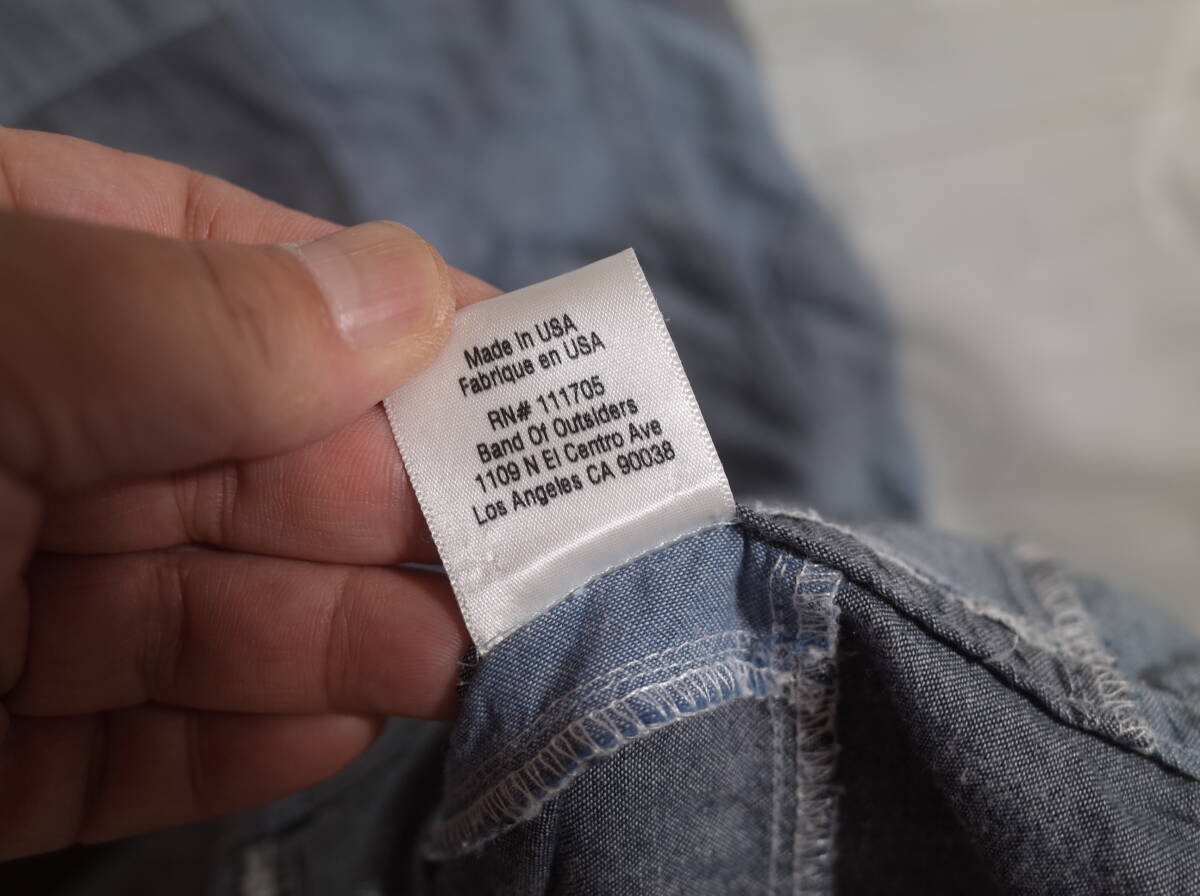 Made In USA
Fabrique en USA
RN# 111705
Band Of Outsiders
1109 N El Centro Ave
Los Angeles CA 90038